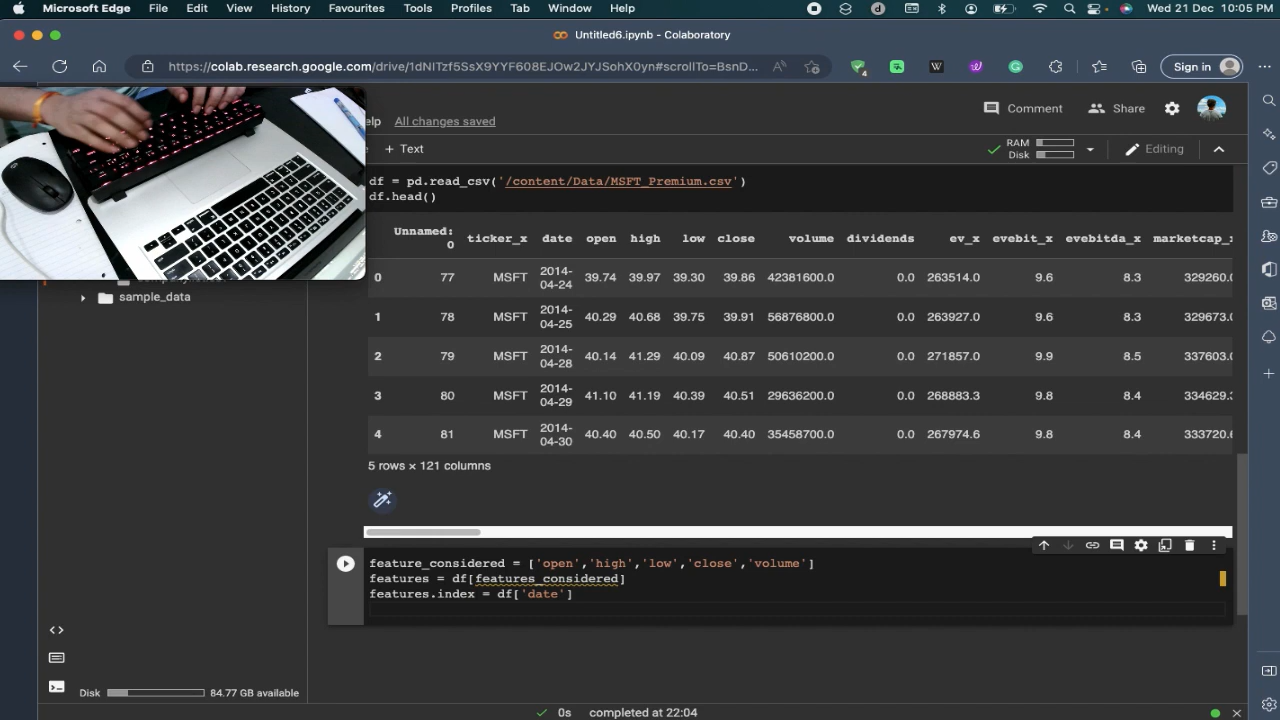 Microsoft Edge File Edit View History Favourites Tools Profiles Tab Window Help Wed 21 Dec 10:05 PM
Untitled6.ipynb - Colaboratory
https://colab.research.google.com/drive/1dNITzf5SsX9YYF608EJOw2JYJSohX0yn#scrollTo=BsnD... Sign in
elp All changes saved Comment Share
+ Text RAM Disk Editing
df = pd.read_csv('/content/Data/MSFT_Premium.csv')
df.head()
Unnamed: 0 ticker_x date open high low close volume dividends ev_x evebit_x evebitda_x marketcap_x
0 77 MSFT 2014-04-24 39.74 39.97 39.30 39.86 42381600.0 0.0 263514.0 9.6 8.3 329260.0
sample_data
1 78 MSFT 2014-04-25 40.29 40.68 39.75 39.91 56876800.0 0.0 263927.0 9.6 8.3 329673.0
2 79 MSFT 2014-04-28 40.14 41.29 40.09 40.87 50610200.0 0.0 271857.0 9.9 8.5 337603.0
3 80 MSFT 2014-04-29 41.10 41.19 40.39 40.51 29636200.0 0.0 268883.3 9.8 8.4 334629.3
4 81 MSFT 2014-04-30 40.40 40.50 40.17 40.40 35458700.0 0.0 267974.6 9.8 8.4 333720.6
5 rows × 121 columns
feature_considered = ['open','high','low','close','volume']
features = df[features_considered]
features.index = df['date']
Disk 84.77 GB available
0s completed at 22:04